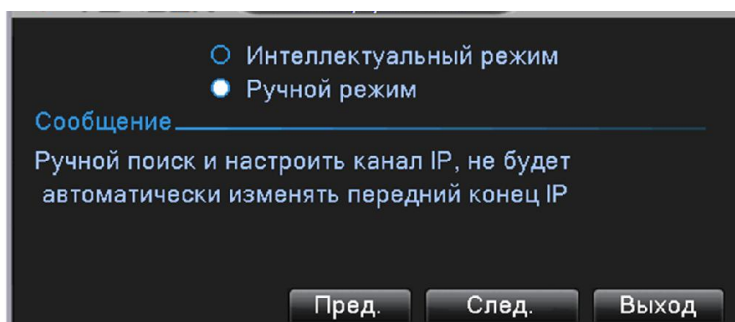 Интеллектуальный режим
Ручной режим
Сообщение
Ручной поиск и настроить канал IP, не будет
автоматически изменять передний конец IP
Пред. След. Выход